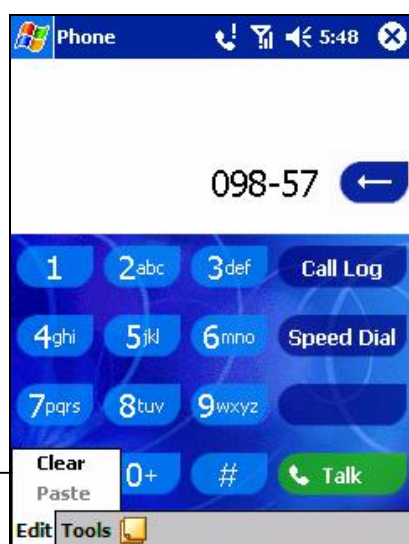 Phone 5:48
098-57
1 2abc 3def Call Log
4ghi 5jkl 6mno Speed Dial
7pqrs 8tuv 9wxyz
Clear 0+ # Talk
Paste
Edit Tools